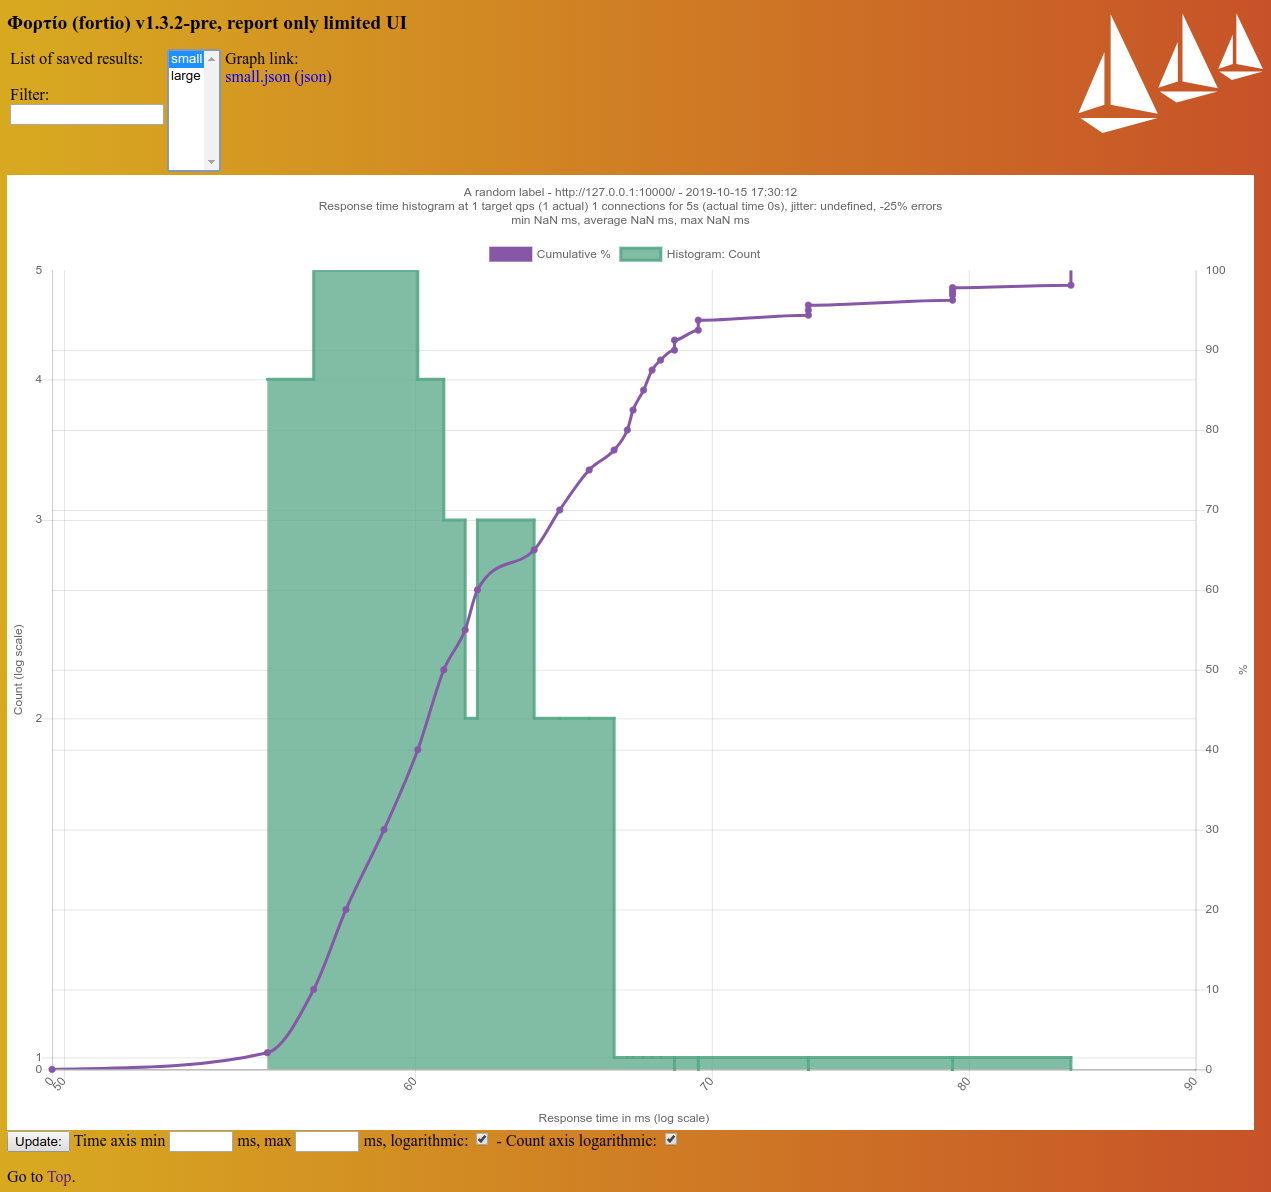 Φορτίο (fortio) v1.3.2-pre, report only limited UI
List of saved results:
small
large
Graph link:
small.json (json)
Filter:
A random label - http://127.0.0.1:10000/ - 2019-10-15 17:30:12
Response time histogram at 1 target qps (1 actual) 1 connections for 5s (actual time 0s), jitter: undefined, -25% errors
min NaN ms, average NaN ms, max NaN ms
Cumulative % Histogram: Count
5
4
3
2
1
0
Count (log scale)
100
90
80
70
60
50
40
30
20
10
0
%
0 50 60 70 80 90
Response time in ms (log scale)
Update: Time axis min ms, max ms, logarithmic: - Count axis logarithmic:
Go to Top.